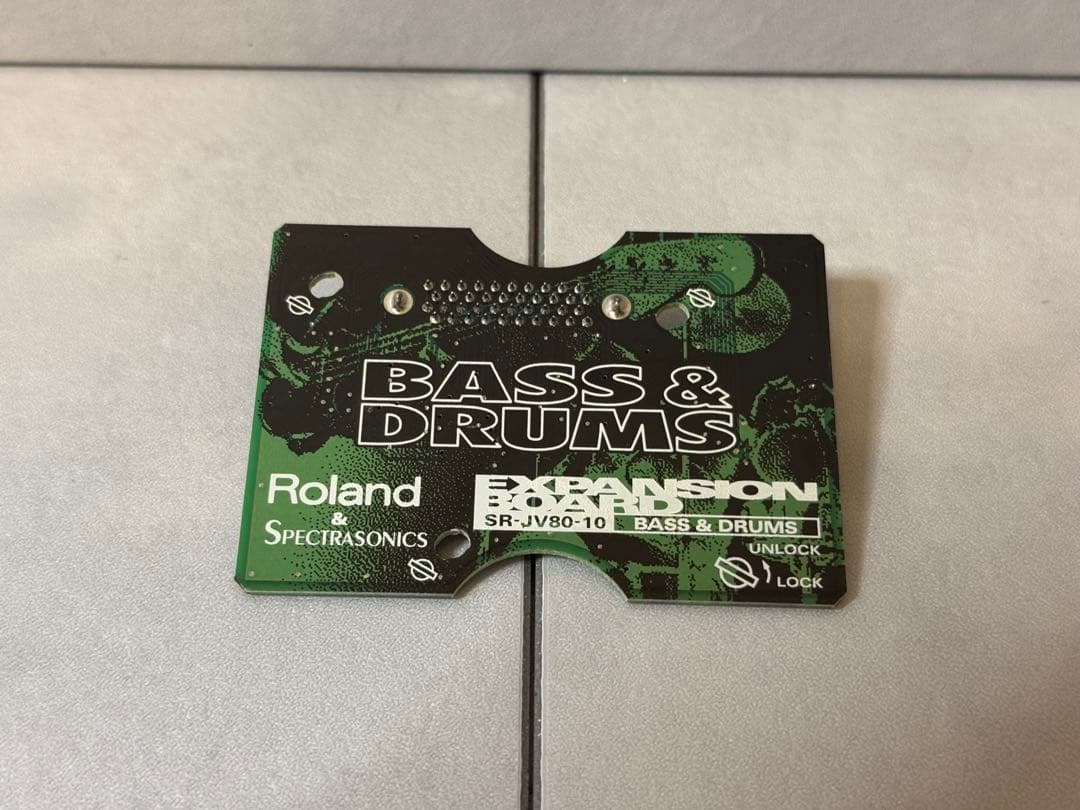 BASS &
DRUMS
Roland
&
SPECTRASONICS
EXPANSION
BOARD
SR-JV80-10 BASS & DRUMS
UNLOCK
LOCK